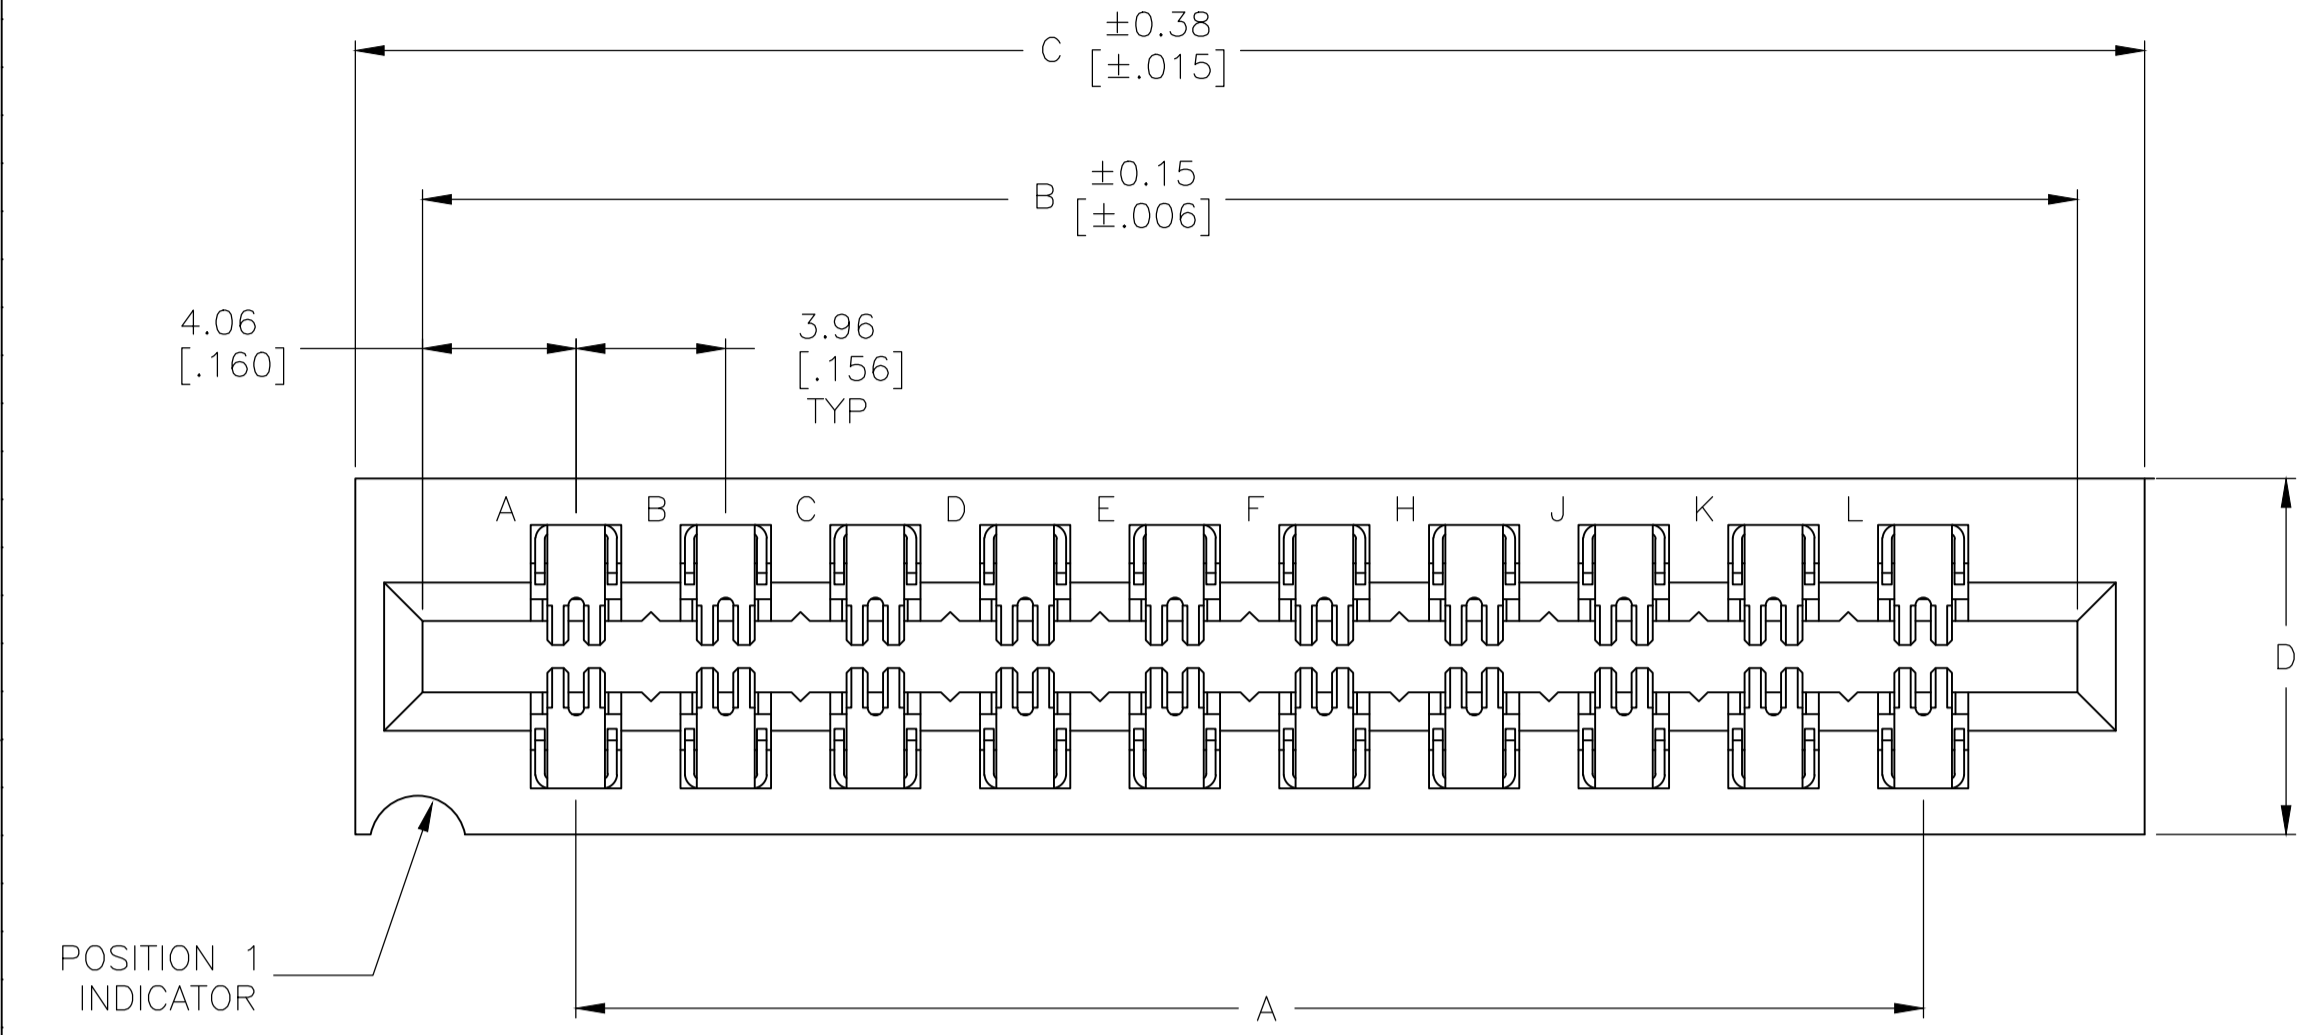 ±0.38
C
[±.015]
±0.15
B
[±.006]
4.06
[.160]
3.96
[.156]
TYP
A B C D E F H J K L
D
POSITION 1
INDICATOR
A